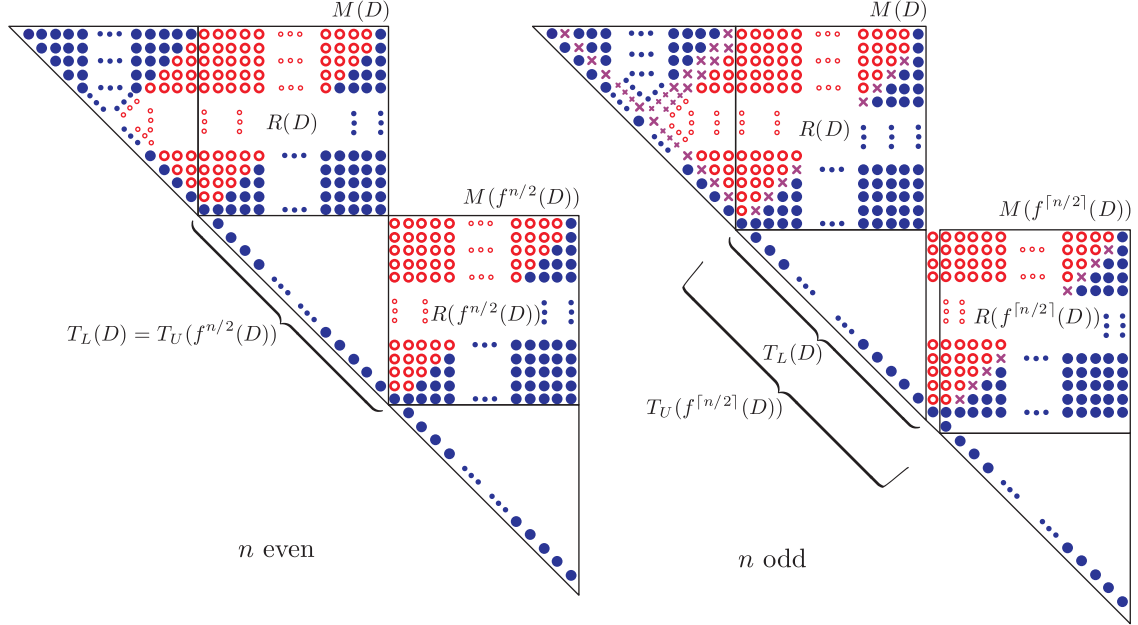 M(D)
R(D)
M(f^{n/2}(D))
R(f^{n/2}(D))
T_L(D) = T_U(f^{n/2}(D))
n even
M(D)
R(D)
M(f^{⌈n/2⌉}(D))
R(f^{⌈n/2⌉}(D))
T_L(D)
T_U(f^{⌈n/2⌉}(D))
n odd